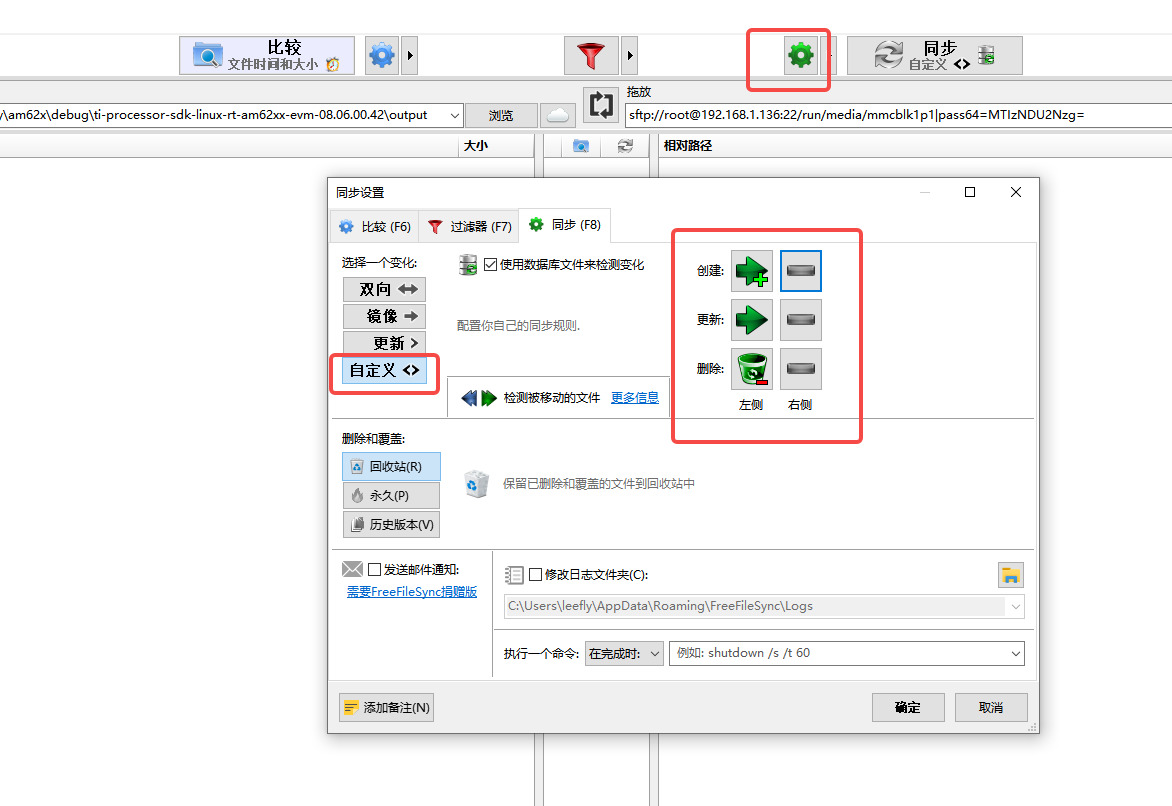 比较
文件时间和大小
同步
自定义 <>
拖放
\am62x\debug\ti-processor-sdk-linux-rt-am62xx-evm-08.06.00.42\output
浏览
sftp://root@192.168.1.136:22/run/media/mmcblk1p1|pass64=MTIzNDU2Nzg=
大小
相对路径
同步设置
比较 (F6)
过滤器 (F7)
同步 (F8)
选择一个变化:
双向
镜像
更新 >
自定义 <>
使用数据库文件来检测变化
配置你自己的同步规则.
检测被移动的文件
更多信息
创建:
更新:
删除:
左侧
右侧
删除和覆盖:
回收站(R)
永久(P)
历史版本(V)
保留已删除和覆盖的文件到回收站中
发送邮件通知:
需要FreeFileSync捐赠版
修改日志文件夹(C):
C:\Users\leefly\AppData\Roaming\FreeFileSync\Logs
执行一个命令:
在完成时:
例如: shutdown /s /t 60
添加备注(N)
确定
取消